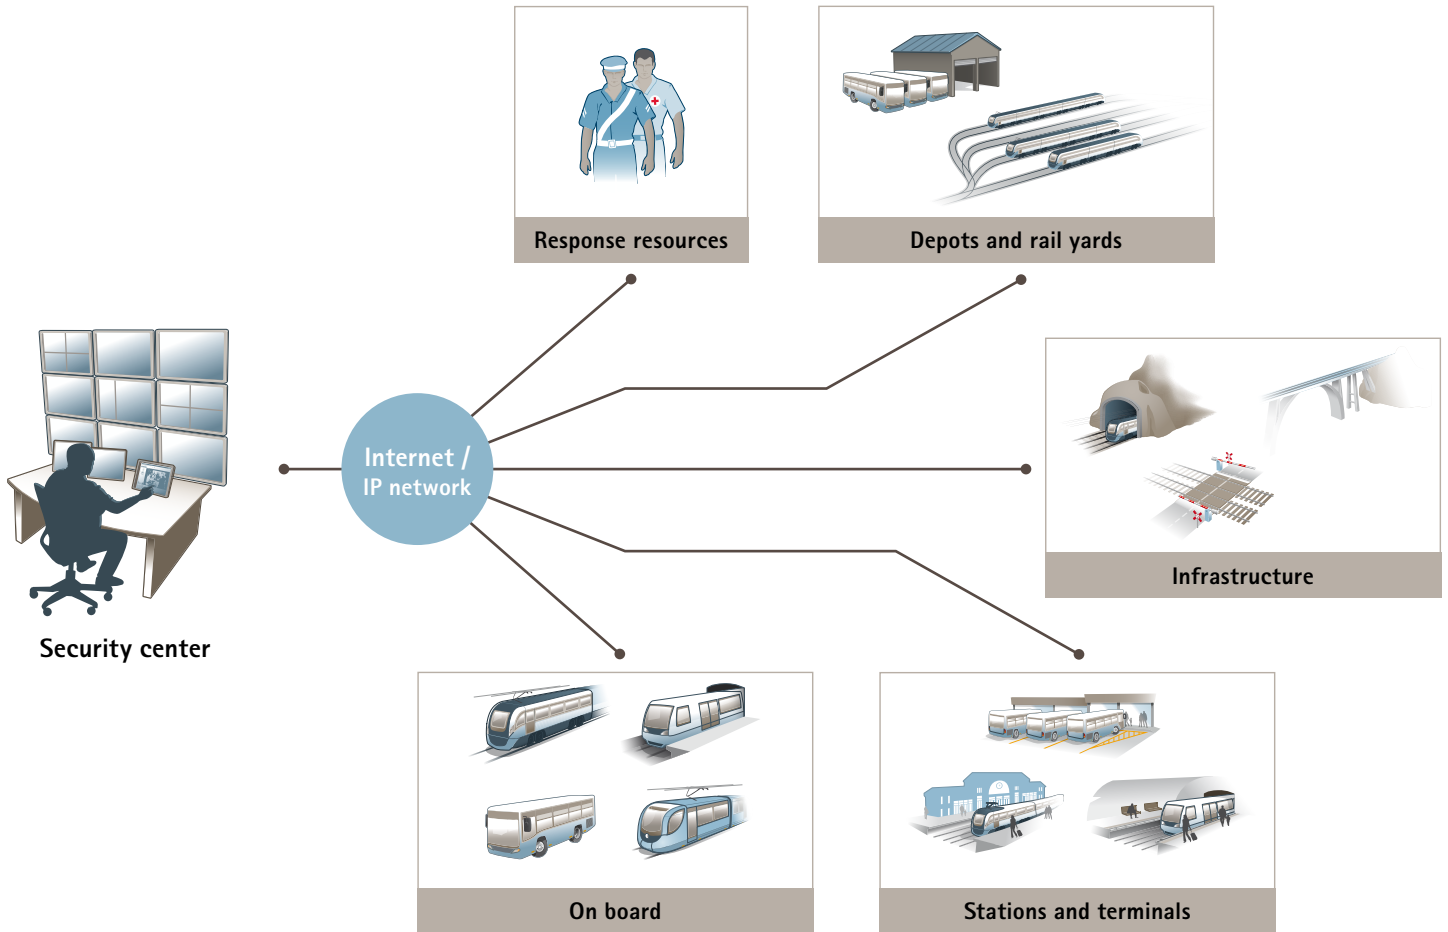 Response resources
Depots and rail yards
Internet /
IP network
Infrastructure
Security center
On board
Stations and terminals